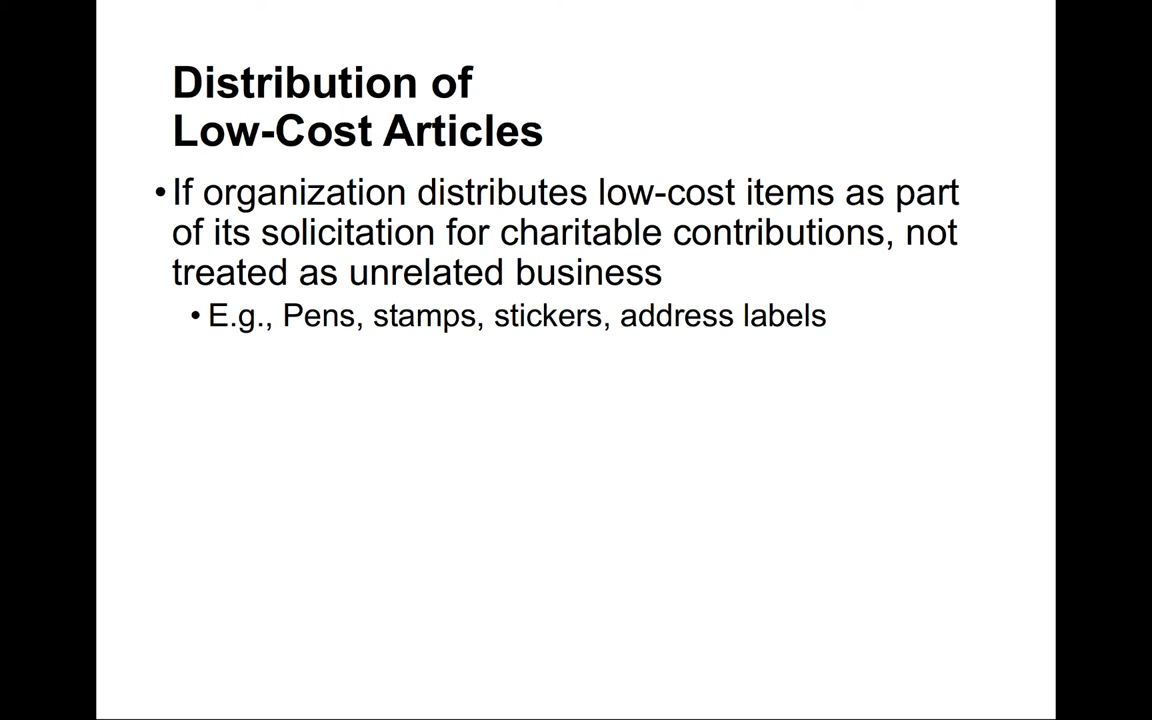 Distribution of
Low-Cost Articles
•If organization distributes low-cost items as part
of its solicitation for charitable contributions, not
treated as unrelated business
•E.g., Pens, stamps, stickers, address labels